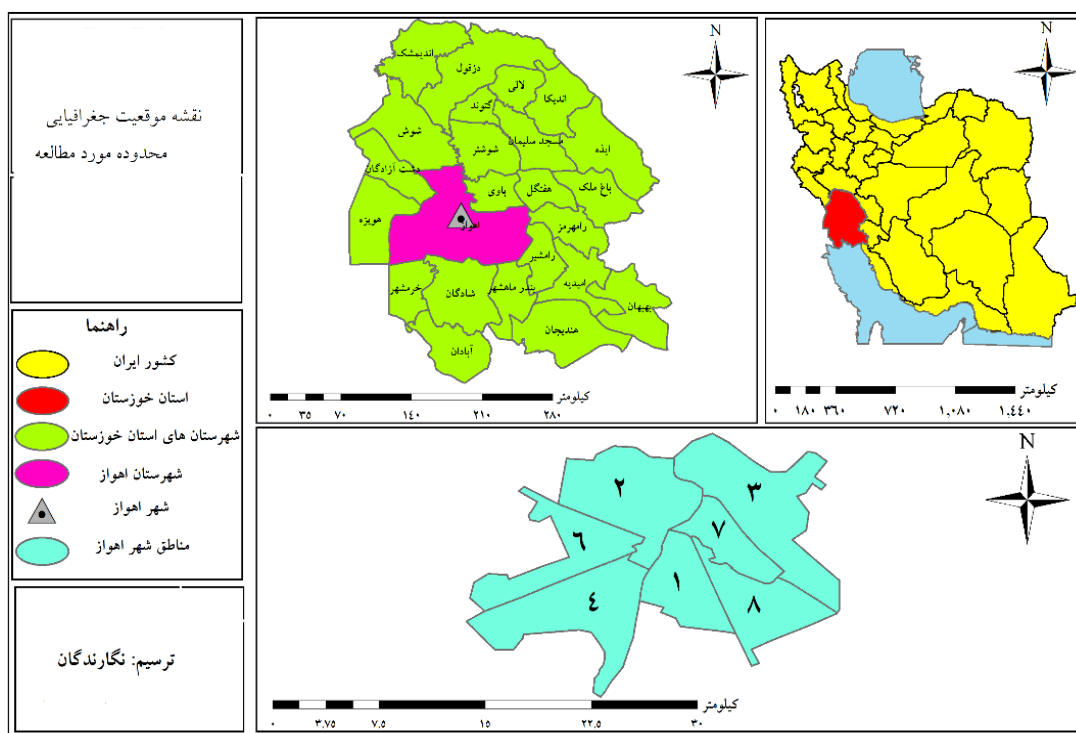 نقشه موقعیت جغرافیایی
محدوده مورد مطالعه
راهنما
کشور ایران
استان خوزستان
شهرستان های استان خوزستان
شهرستان اهواز
شهر اهواز
مناطق شهر اهواز
ترسیم: نگارندگان
N
اندیمشک
دزفول
لالی
اندیکا
گتوند
شوش
شوشتر
مسجد سلیمان
ایذه
دشت آزادگان
باوی
هفتگل
باغ ملک
هویزه
اهواز
رامهرمز
رامشیر
خرمشهر
شادگان
بندر ماهشهر
امیدیه
بهبهان
هندیجان
آبادان
کیلومتر
۰ ۳۵ ۷۰ ۱۴۰ ۲۱۰ ۲۸۰
N
کیلومتر
۰ ۱۸۰ ۳۶۰ ۷۲۰ ۱,۰۸۰ ۱,۴۴۰
N
۲
۳
۷
۶
۱
۴
۸
کیلومتر
۰ ۳.۷۵ ۷.۵ ۱۵ ۲۲.۵ ۳۰